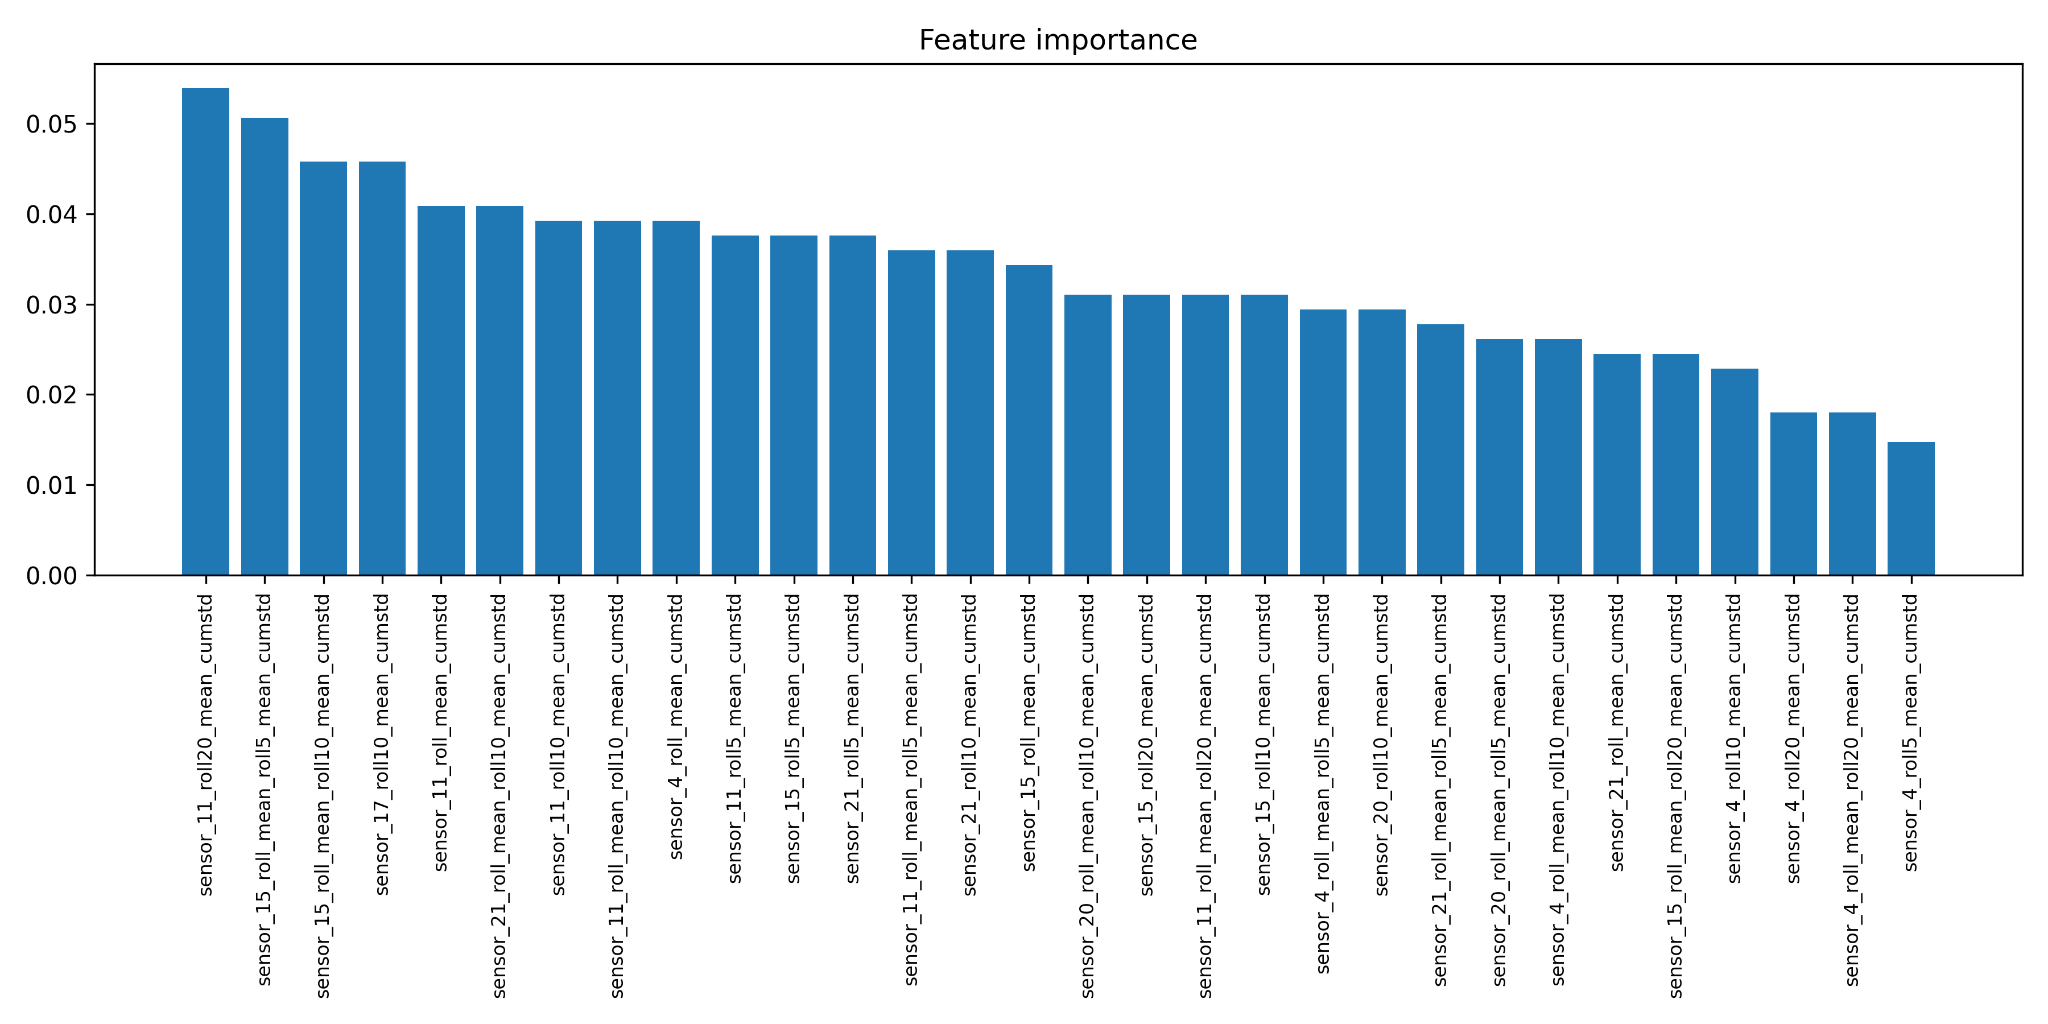 Feature importance
0.05
0.04
0.03
0.02
0.01
0.00
sensor_11_roll20_mean_cumstd
sensor_15_roll_mean_roll5_mean_cumstd
sensor_15_roll_mean_roll10_mean_cumstd
sensor_17_roll10_mean_cumstd
sensor_11_roll_mean_cumstd
sensor_21_roll_mean_roll10_mean_cumstd
sensor_11_roll10_mean_cumstd
sensor_11_roll_mean_roll10_mean_cumstd
sensor_4_roll_mean_cumstd
sensor_11_roll5_mean_cumstd
sensor_15_roll5_mean_cumstd
sensor_21_roll5_mean_cumstd
sensor_11_roll_mean_roll5_mean_cumstd
sensor_21_roll10_mean_cumstd
sensor_15_roll_mean_cumstd
sensor_20_roll_mean_roll10_mean_cumstd
sensor_15_roll20_mean_cumstd
sensor_11_roll_mean_roll20_mean_cumstd
sensor_15_roll10_mean_cumstd
sensor_4_roll_mean_roll5_mean_cumstd
sensor_20_roll10_mean_cumstd
sensor_21_roll_mean_roll5_mean_cumstd
sensor_20_roll_mean_roll5_mean_cumstd
sensor_4_roll_mean_roll10_mean_cumstd
sensor_21_roll_mean_cumstd
sensor_15_roll_mean_roll20_mean_cumstd
sensor_4_roll10_mean_cumstd
sensor_4_roll20_mean_cumstd
sensor_4_roll_mean_roll20_mean_cumstd
sensor_4_roll5_mean_cumstd